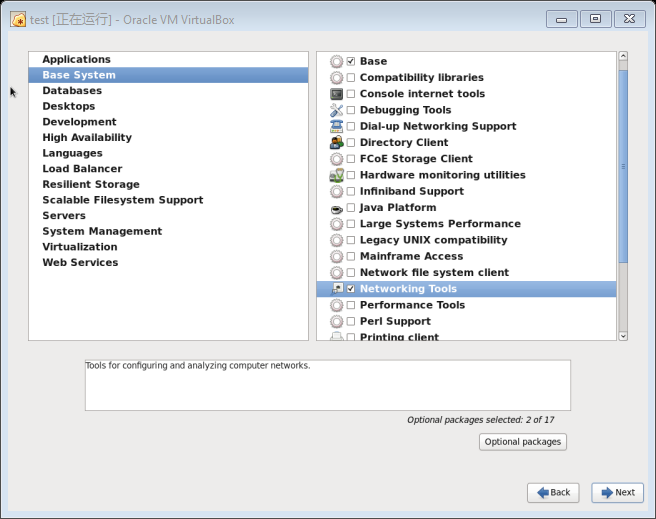 test [正在运行] - Oracle VM VirtualBox
Applications
Base System
Databases
Desktops
Development
High Availability
Languages
Load Balancer
Resilient Storage
Scalable Filesystem Support
Servers
System Management
Virtualization
Web Services
Base
Compatibility libraries
Console internet tools
Debugging Tools
Dial-up Networking Support
Directory Client
FCoE Storage Client
Hardware monitoring utilities
Infiniband Support
Java Platform
Large Systems Performance
Legacy UNIX compatibility
Mainframe Access
Network file system client
Networking Tools
Performance Tools
Perl Support
Printing client
Tools for configuring and analyzing computer networks.
Optional packages selected: 2 of 17
Optional packages
Back
Next